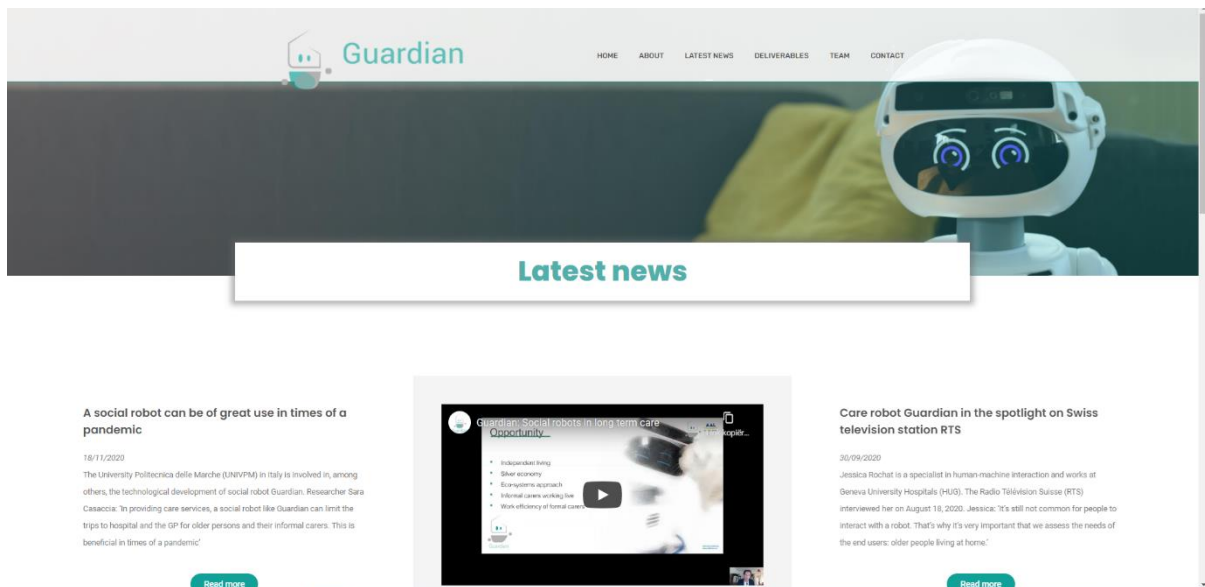 Guardian
HOME ABOUT LATEST NEWS DELIVERABLES TEAM CONTACT
Latest news
A social robot can be of great use in times of a
pandemic
18/11/2020
The University Politecnica delle Marche (UNIVPM) in Italy is involved in, among
others, the technological development of social robot Guardian. Researcher Sara
Casaccia: 'In providing care services, a social robot like Guardian can limit the
trips to hospital and the GP for older persons and their informal carers. This is
beneficial in times of a pandemic'
Read more
Guardian: Social robots in long term care
Opportunity
AAL
kopiër...
• Independent living
• Silver economy
• Eco-systems approach
• Informal carers working live
• Work efficiency of formal carers
Care robot Guardian in the spotlight on Swiss
television station RTS
30/09/2020
Jessica Rochat is a specialist in human-machine interaction and works at
Geneva University Hospitals (HUG). The Radio Télévision Suisse (RTS)
interviewed her on August 18, 2020. Jessica: 'It's still not common for people to
interact with a robot. That's why it's very important that we assess the needs of
the end users: older people living at home.'
Read more